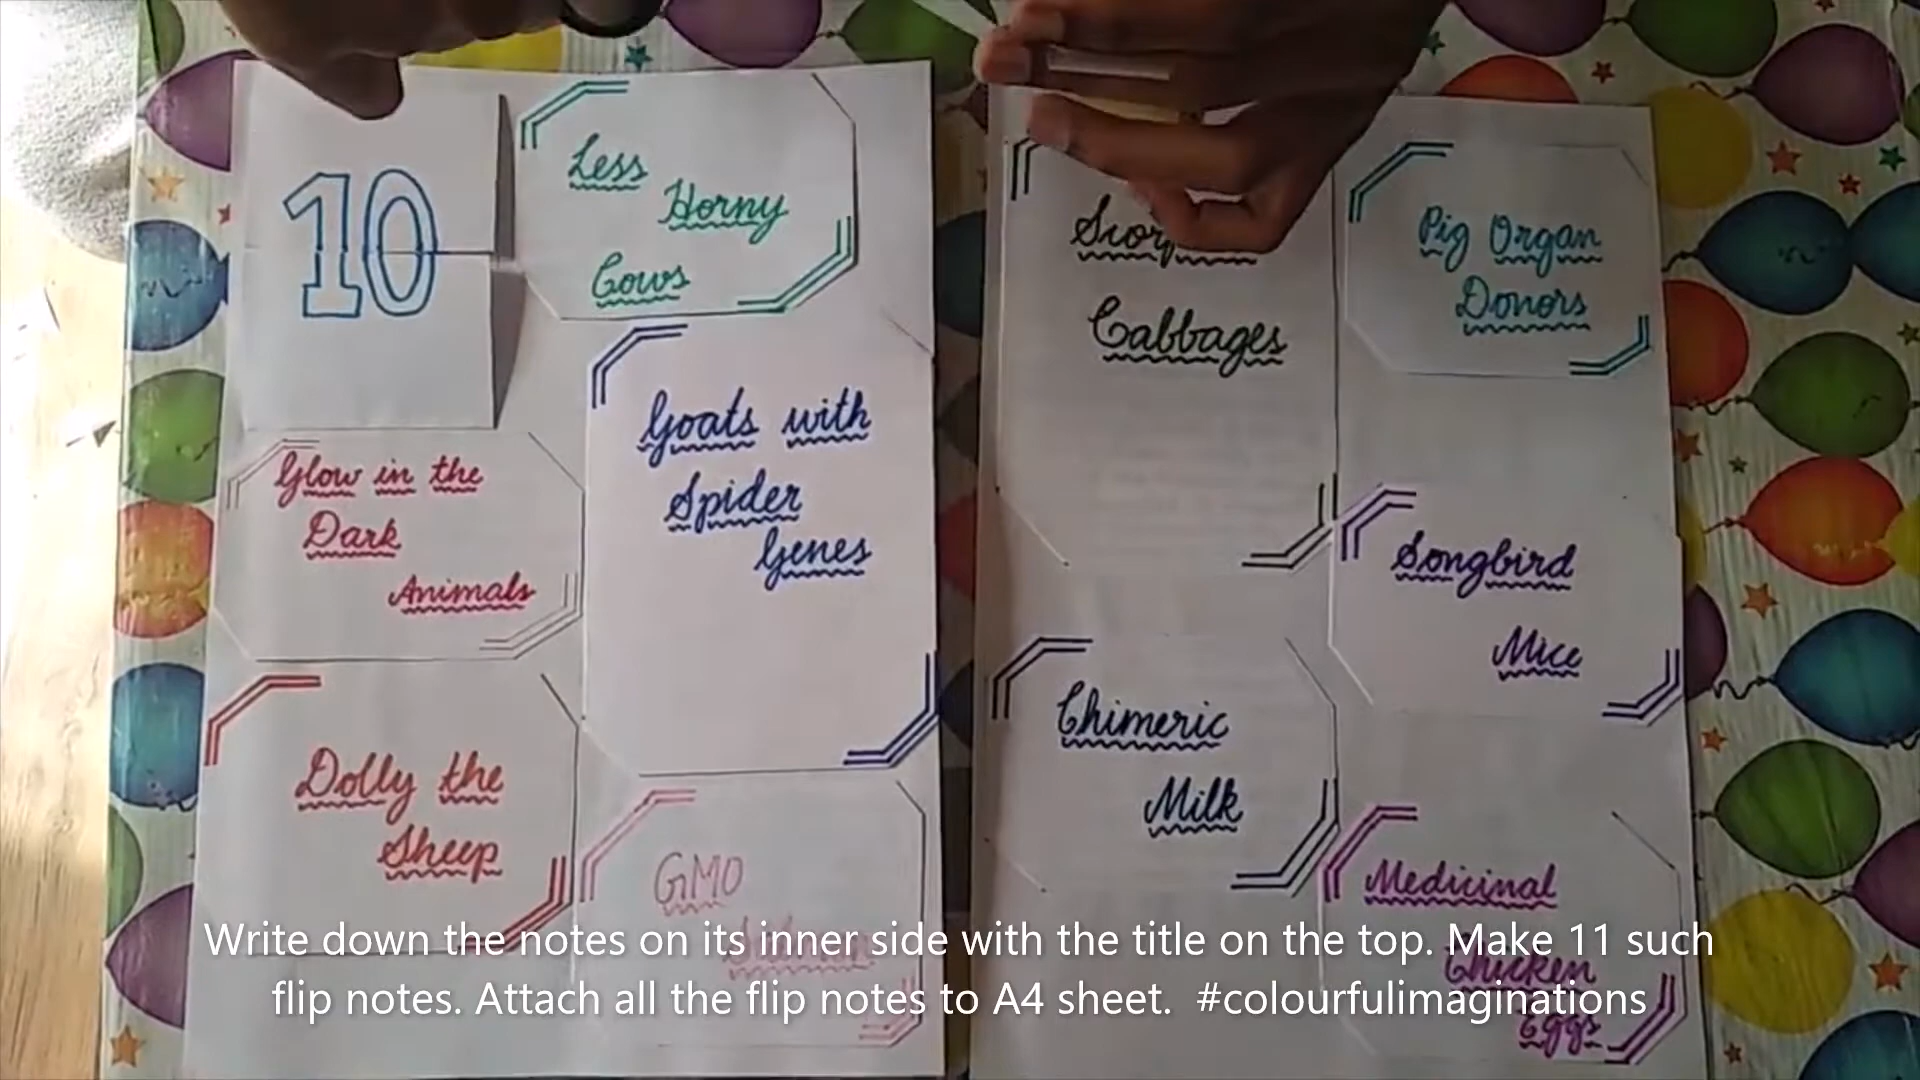 10
Less
Horny
Cows
Glow in the
Dark
Animals
Goats with
Spider
Genes
Dolly the
Sheep
GMO
Cabbages
Pig Organ
Donors
Songbird
Mice
Chimeric
Milk
Medicinal
Chicken
Eggs
Write down the notes on its inner side with the title on the top. Make 11 such
flip notes. Attach all the flip notes to A4 sheet. #colourfulimaginations